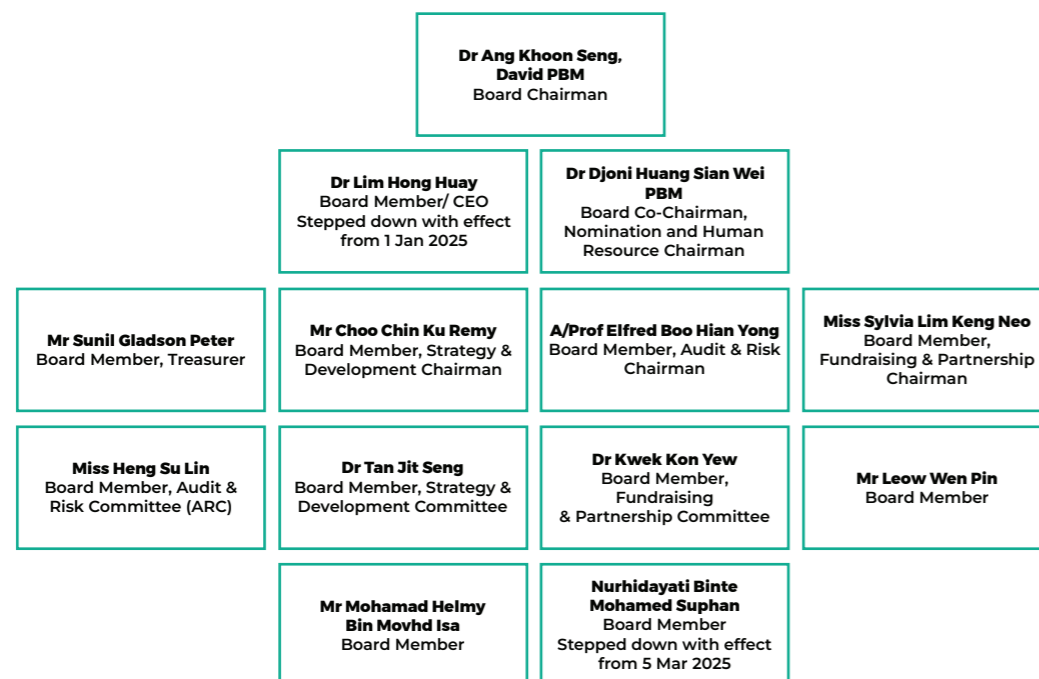 Dr Ang Khoon Seng,
David PBM
Board Chairman
Dr Lim Hong Huay
Board Member/ CEO
Stepped down with effect
from 1 Jan 2025
Dr Djoni Huang Sian Wei
PBM
Board Co-Chairman,
Nomination and Human
Resource Chairman
Mr Sunil Gladson Peter
Board Member, Treasurer
Mr Choo Chin Ku Remy
Board Member, Strategy &
Development Chairman
A/Prof Elfred Boo Hian Yong
Board Member, Audit & Risk
Chairman
Miss Sylvia Lim Keng Neo
Board Member,
Fundraising & Partnership
Chairman
Miss Heng Su Lin
Board Member, Audit &
Risk Committee (ARC)
Dr Tan Jit Seng
Board Member, Strategy &
Development Committee
Dr Kwek Kon Yew
Board Member,
Fundraising
& Partnership Committee
Mr Leow Wen Pin
Board Member
Mr Mohamad Helmy
Bin Movhd Isa
Board Member
Nurhidayati Binte
Mohamed Suphan
Board Member
Stepped down with effect
from 5 Mar 2025